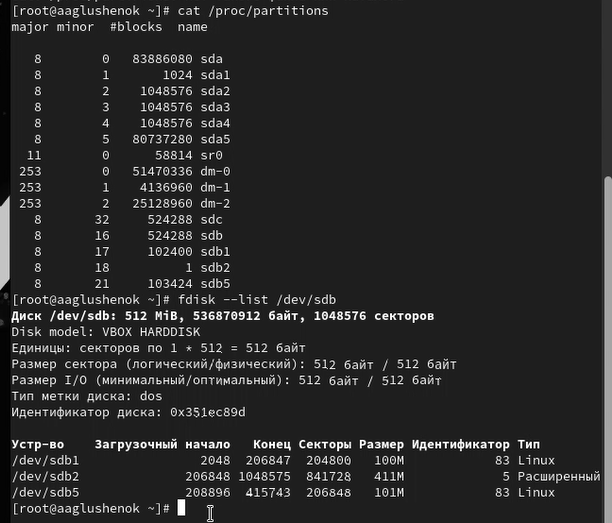 [root@aaglushenok ~]# cat /proc/partitions
major minor  #blocks  name

   8        0   83886080 sda
   8        1       1024 sda1
   8        2    1048576 sda2
   8        3    1048576 sda3
   8        4    1048576 sda4
   8        5   80737280 sda5
  11        0      58814 sr0
 253        0   51470336 dm-0
 253        1    4136960 dm-1
 253        2   25128960 dm-2
   8       32     524288 sdc
   8       16     524288 sdb
   8       17     102400 sdb1
   8       18          1 sdb2
   8       21     103424 sdb5
[root@aaglushenok ~]# fdisk --list /dev/sdb
Диск /dev/sdb: 512 MiB, 536870912 байт, 1048576 секторов
Disk model: VBOX HARDDISK
Единицы: секторов по 1 * 512 = 512 байт
Размер сектора (логический/физический): 512 байт / 512 байт
Размер I/O (минимальный/оптимальный): 512 байт / 512 байт
Тип метки диска: dos
Идентификатор диска: 0x351ec89d

Устр-во    Загрузочный начало   Конец Секторы Размер Идентификатор Тип
/dev/sdb1                2048  206847  204800   100M            83 Linux
/dev/sdb2              206848 1048575  841728   411M             5 Расширенный
/dev/sdb5              208896  415743  206848   101M            83 Linux
[root@aaglushenok ~]#